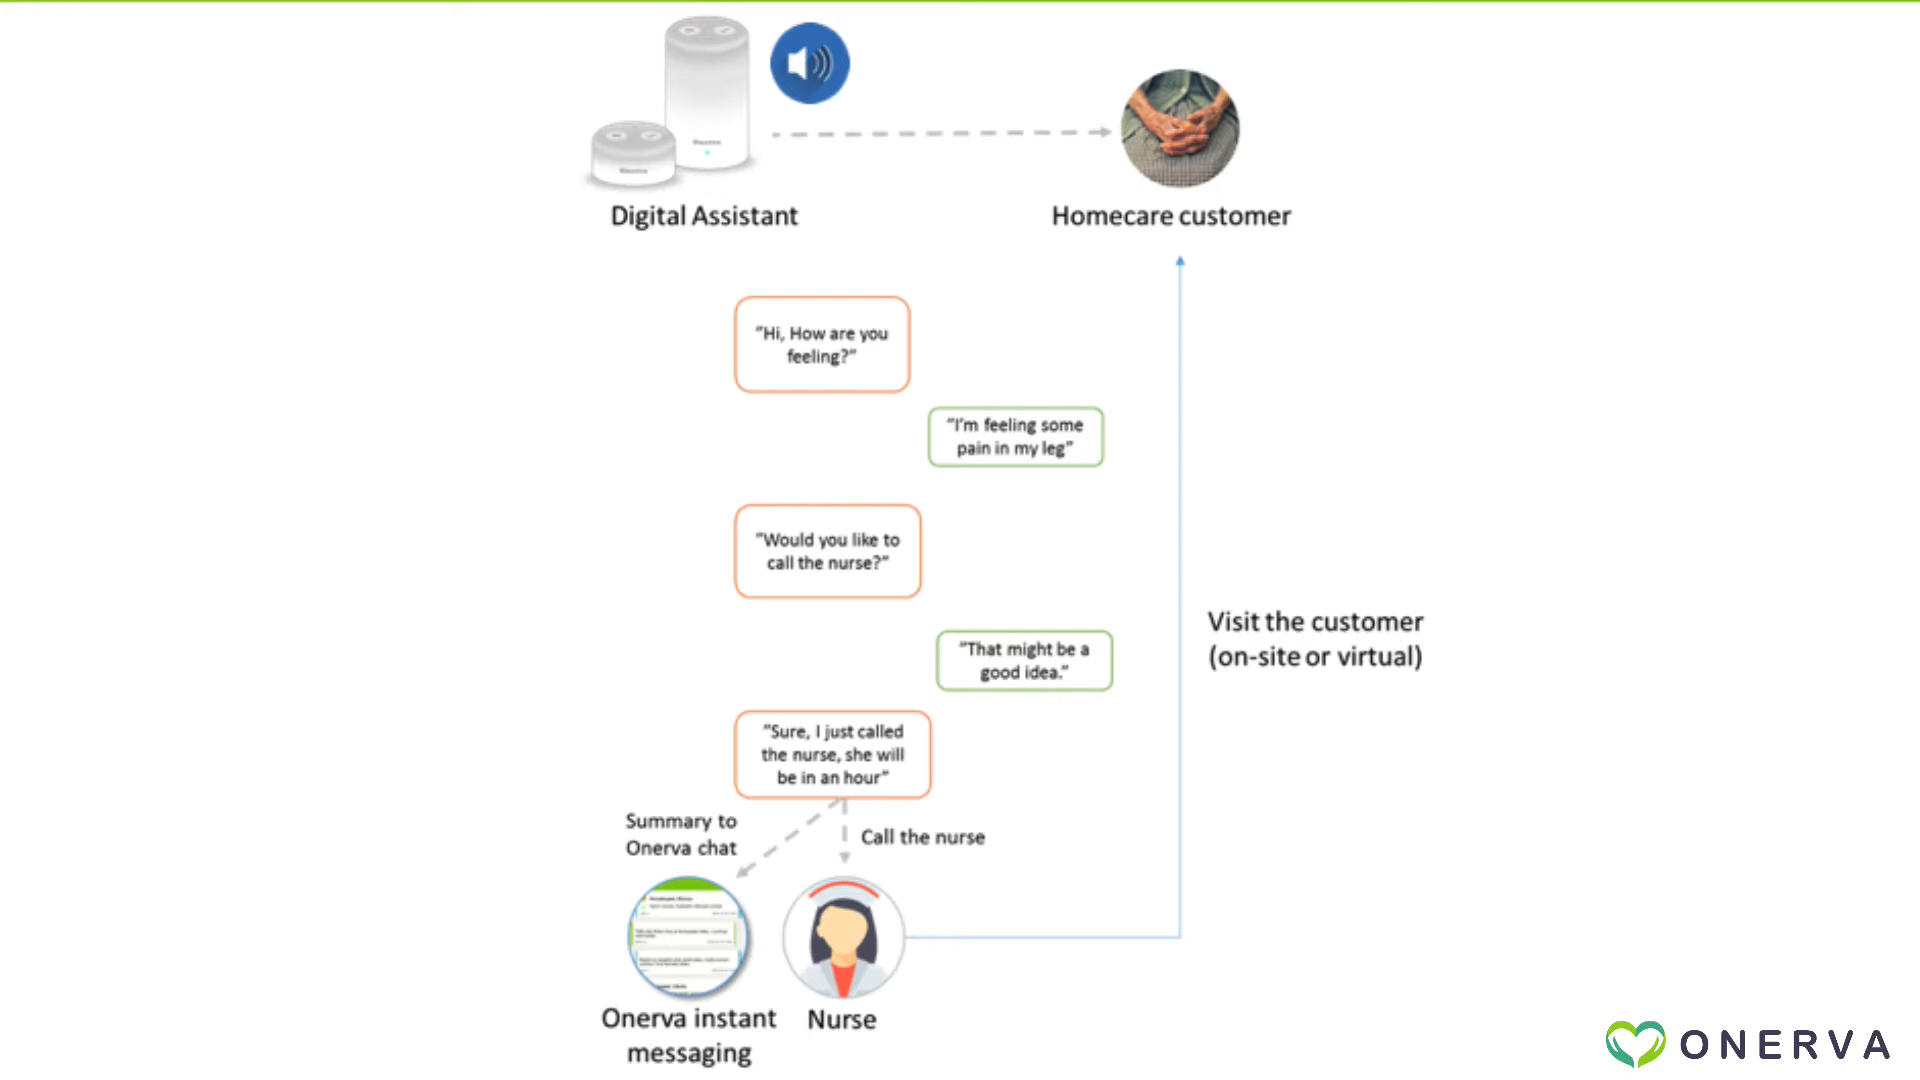 Digital Assistant
Homecare customer
"Hi, How are you
feeling?"
"I'm feeling some
pain in my leg"
"Would you like to
call the nurse?"
"That might be a
good idea."
"Sure, I just called
the nurse, she will
be in an hour"
Visit the customer
(on-site or virtual)
Summary to
Onerva chat
Call the nurse
Onerva instant
messaging
Nurse
ONERVA